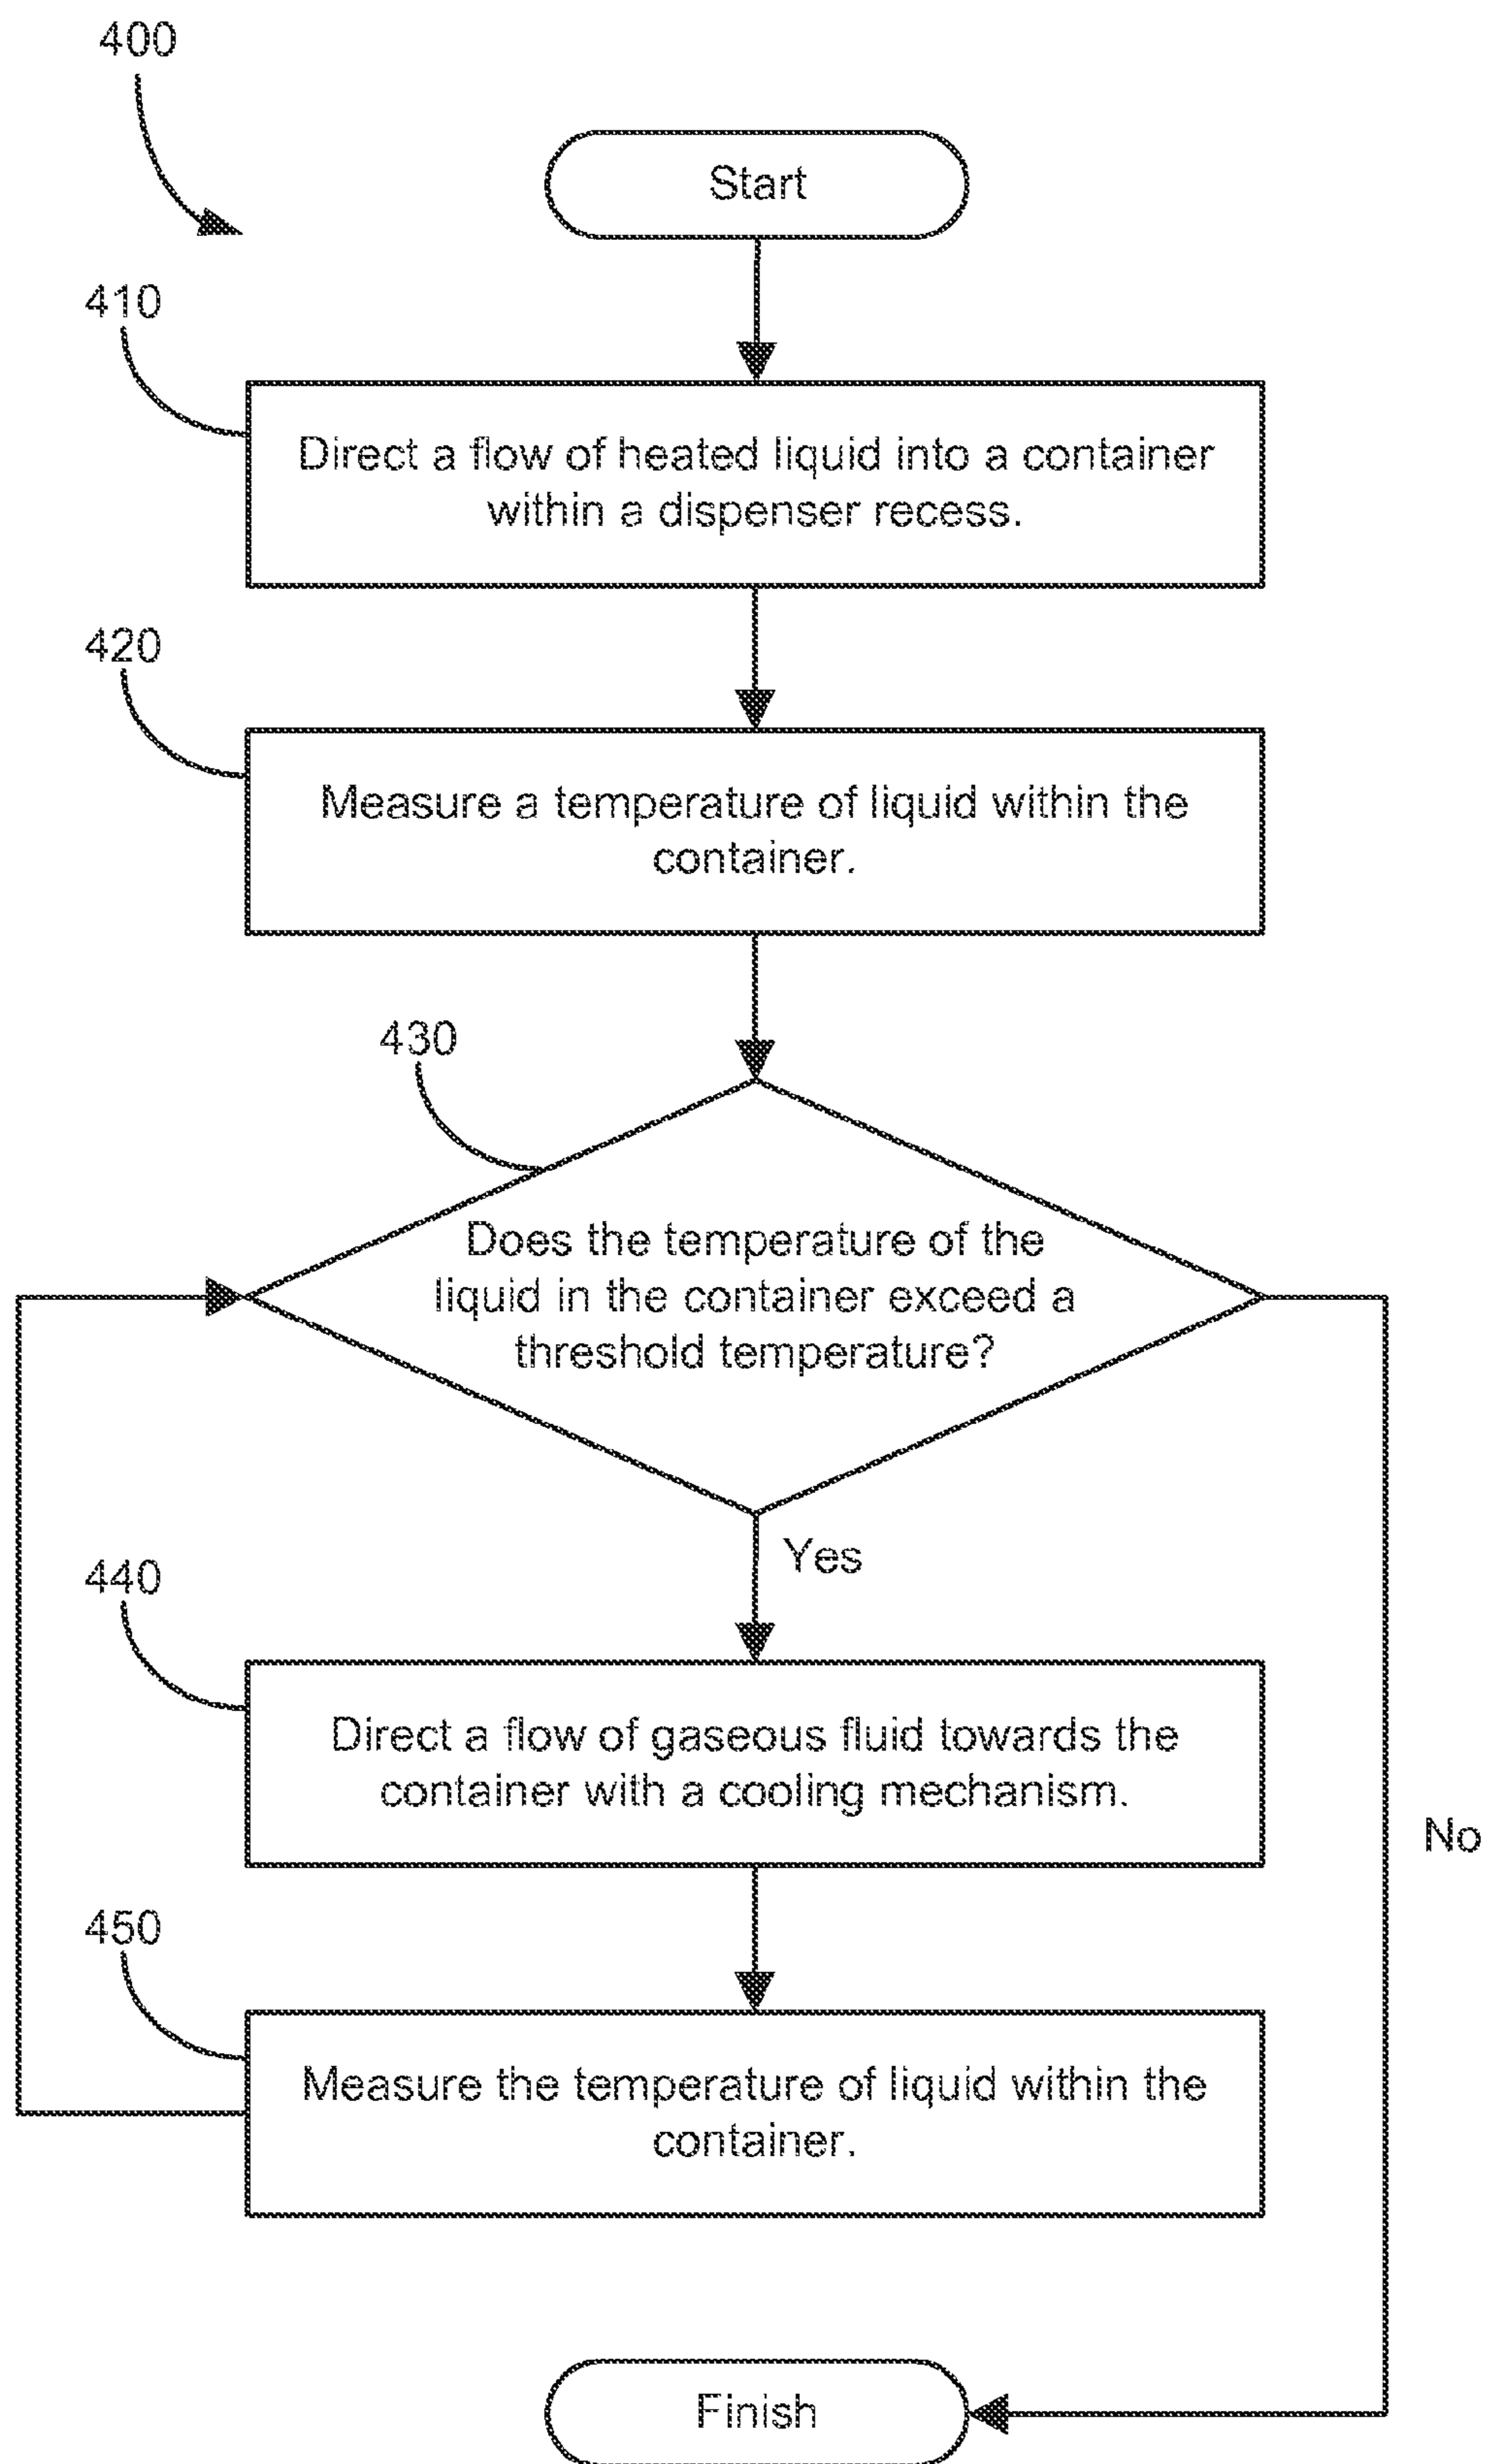 400
Start
410
Direct a flow of heated liquid into a container
within a dispenser recess.
420
Measure a temperature of liquid within the
container.
430
Does the temperature of the
liquid in the container exceed a
threshold temperature?
Yes
440
Direct a flow of gaseous fluid towards the
container with a cooling mechanism.
No
450
Measure the temperature of liquid within the
container.
Finish